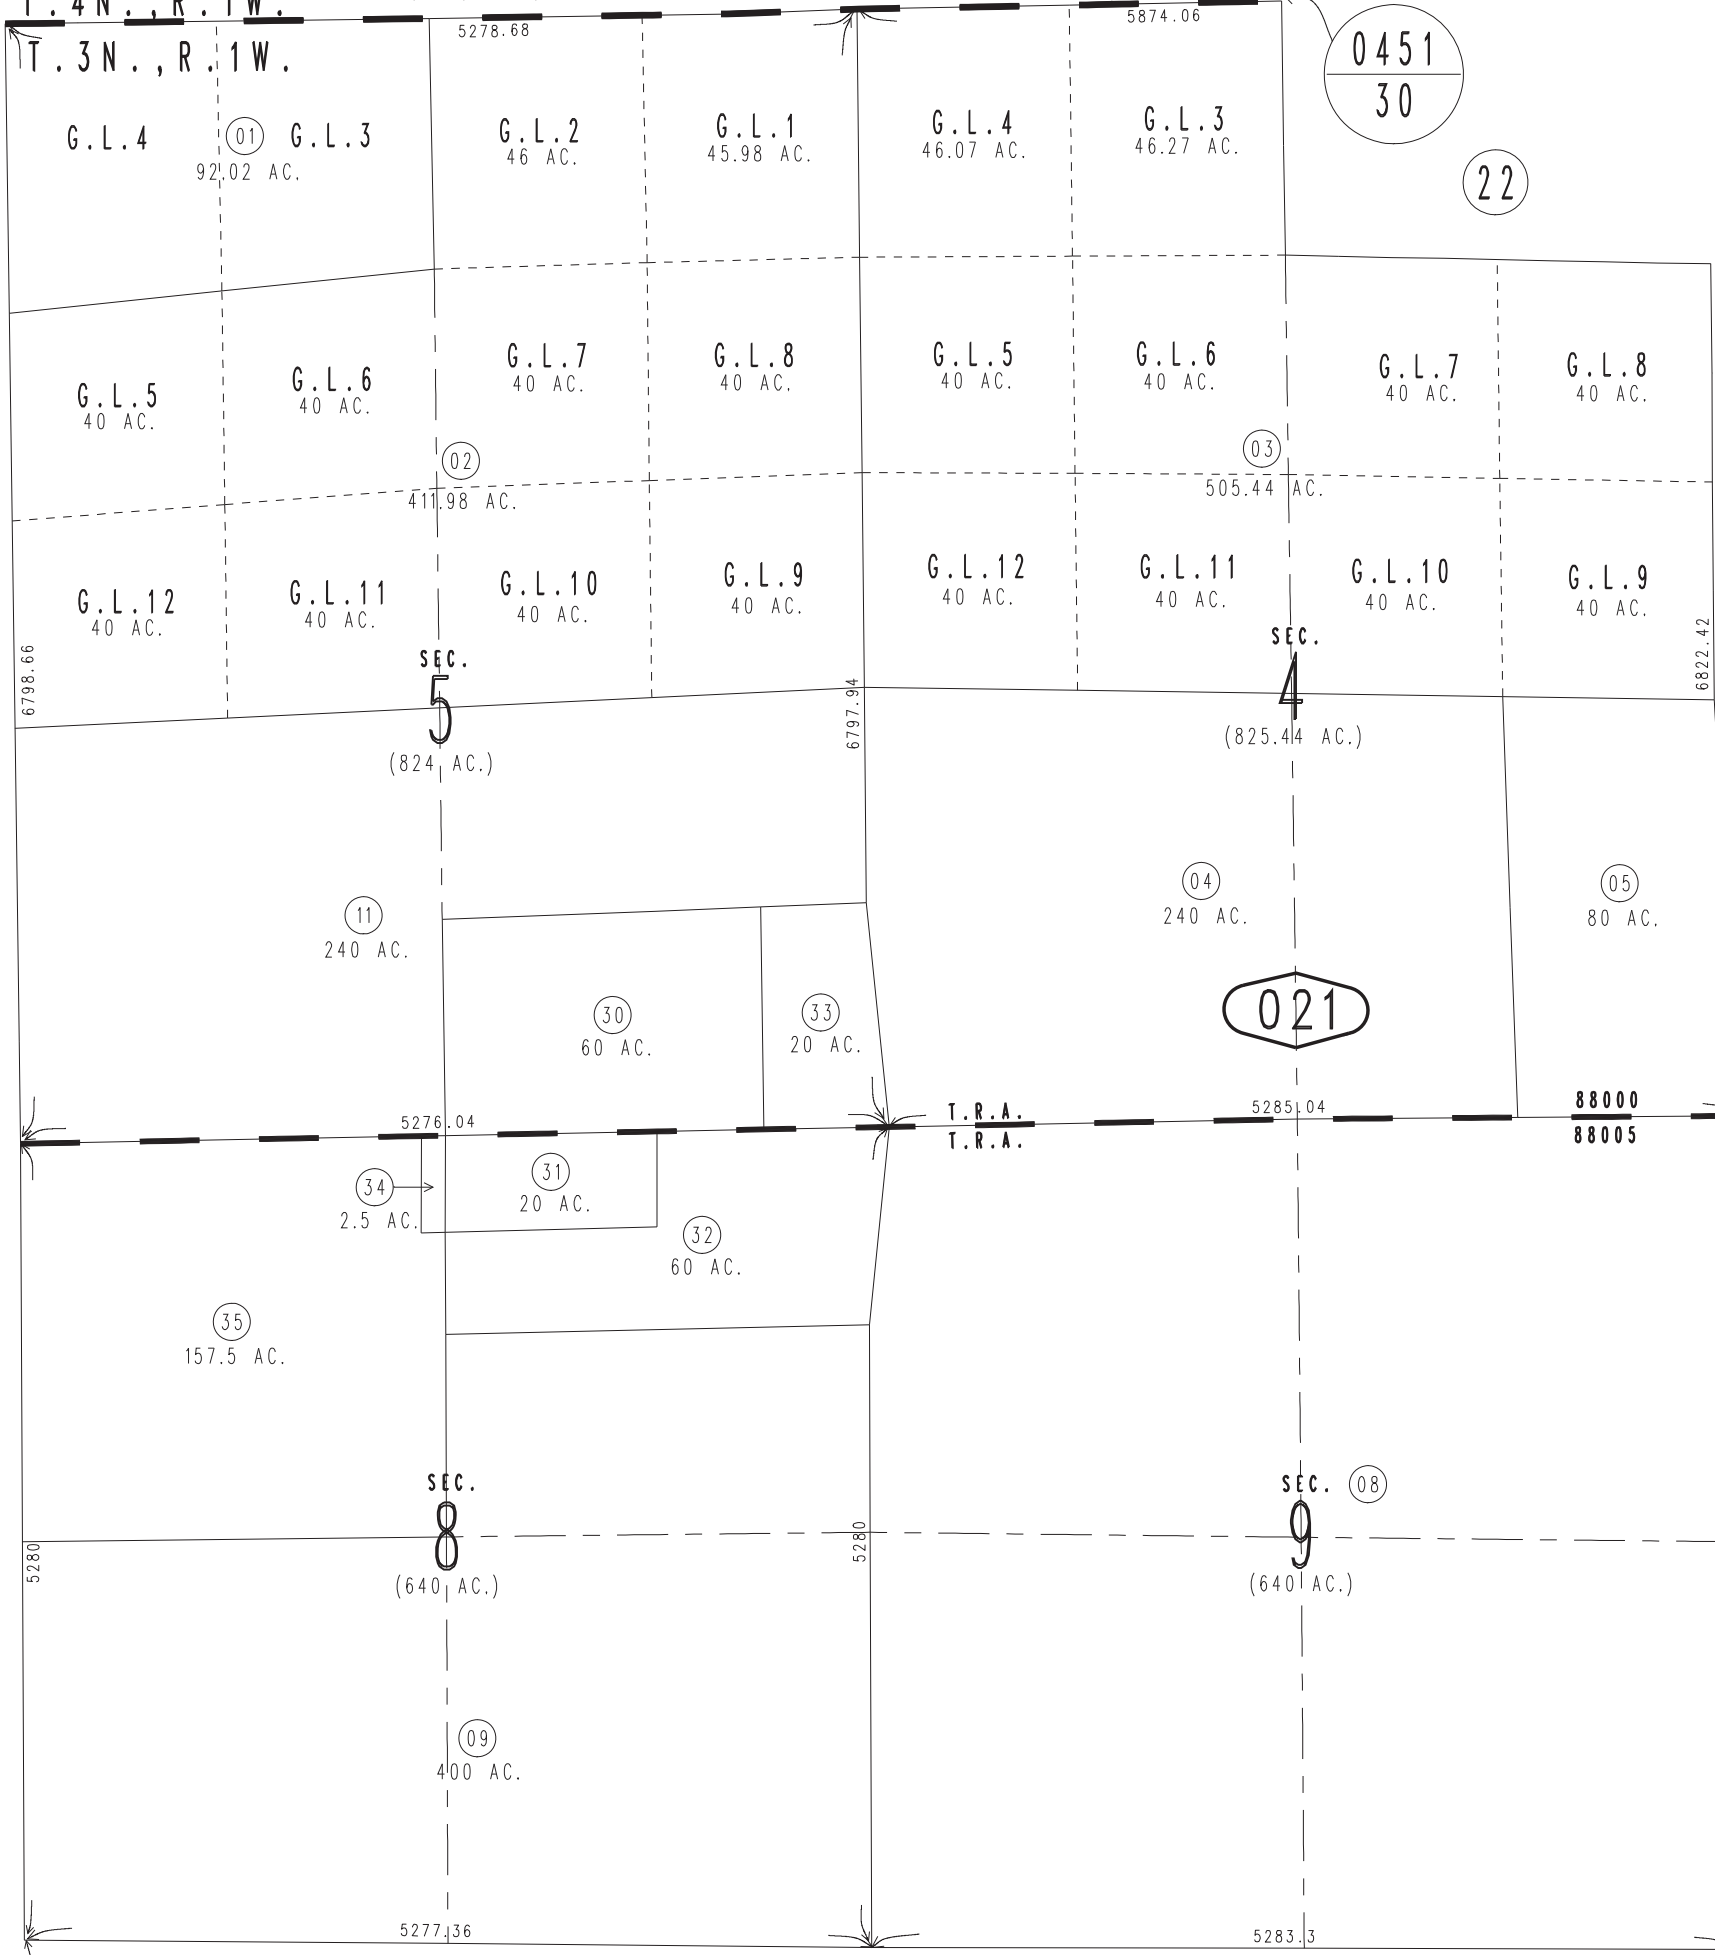 T.4N.,R.1W.
5278.68
5874.06
T.3N.,R.1W.
0451
30
22
G.L.4
01
G.L.3
92.02 AC.
G.L.2
46 AC.
G.L.1
45.98 AC.
G.L.4
46.07 AC.
G.L.3
46.27 AC.
G.L.5
40 AC.
G.L.6
40 AC.
G.L.7
40 AC.
G.L.8
40 AC.
G.L.5
40 AC.
G.L.6
40 AC.
G.L.7
40 AC.
G.L.8
40 AC.
02
411.98 AC.
03
505.44 AC.
G.L.12
40 AC.
G.L.11
40 AC.
G.L.10
40 AC.
G.L.9
40 AC.
G.L.12
40 AC.
G.L.11
40 AC.
G.L.10
40 AC.
G.L.9
40 AC.
6798.66
SEC.
5
(824 AC.)
6797.94
SEC.
4
(825.44 AC.)
6822.42
11
240 AC.
04
240 AC.
05
80 AC.
30
60 AC.
33
20 AC.
021
5276.04
T.R.A.
T.R.A.
5285.04
88000
88005
34
2.5 AC.
31
20 AC.
32
60 AC.
35
157.5 AC.
SEC.
8
(640 AC.)
5280
5280
SEC.
08
9
(640 AC.)
09
400 AC.
5277.36
5283.3